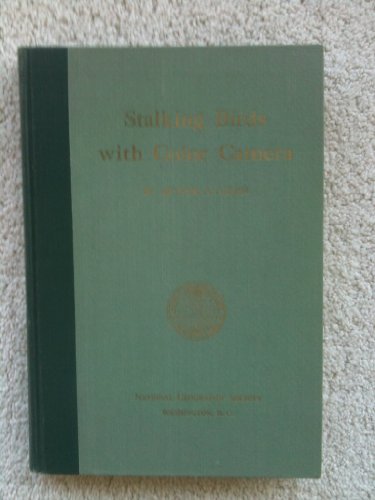 Stalking Birds
with Color Camera
NATIONAL GEOGRAPHIC SOCIETY
WASHINGTON, D.C.